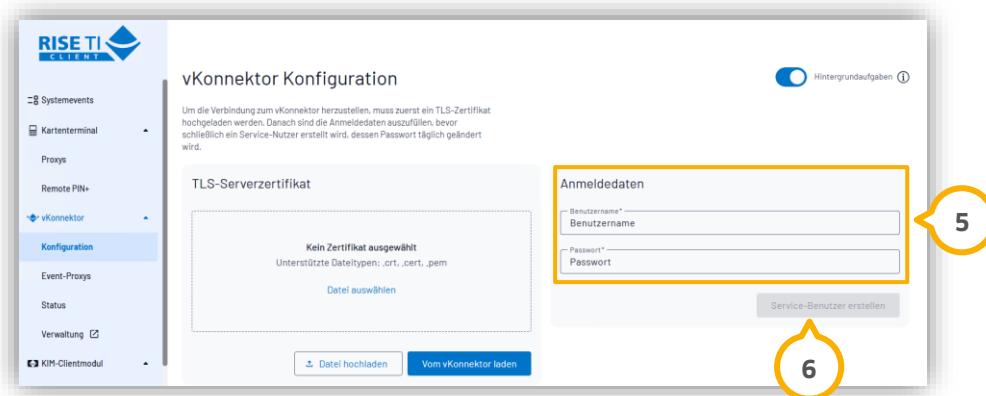 RISE TI
CLIENT
Systemevents
Kartenterminal
Proxys
Remote PIN+
vKonnektor
Konfiguration
Event-Proxys
Status
Verwaltung
KIM-Clientmodul
vKonnektor Konfiguration
Hintergrundaufgaben
Um die Verbindung zum vKonnektor herzustellen, muss zuerst ein TLS-Zertifikat
hochgeladen werden. Danach sind die Anmeldedaten auszufüllen, bevor
schließlich ein Service-Nutzer erstellt wird, dessen Passwort täglich geändert
wird.
TLS-Serverzertifikat
Kein Zertifikat ausgewählt
Unterstützte Dateitypen: .crt, .cert, .pem
Datei auswählen
Datei hochladen
Vom vKonnektor laden
Anmeldedaten
Benutzername*
Benutzername
Passwort*
Passwort
Service-Benutzer erstellen
5
6